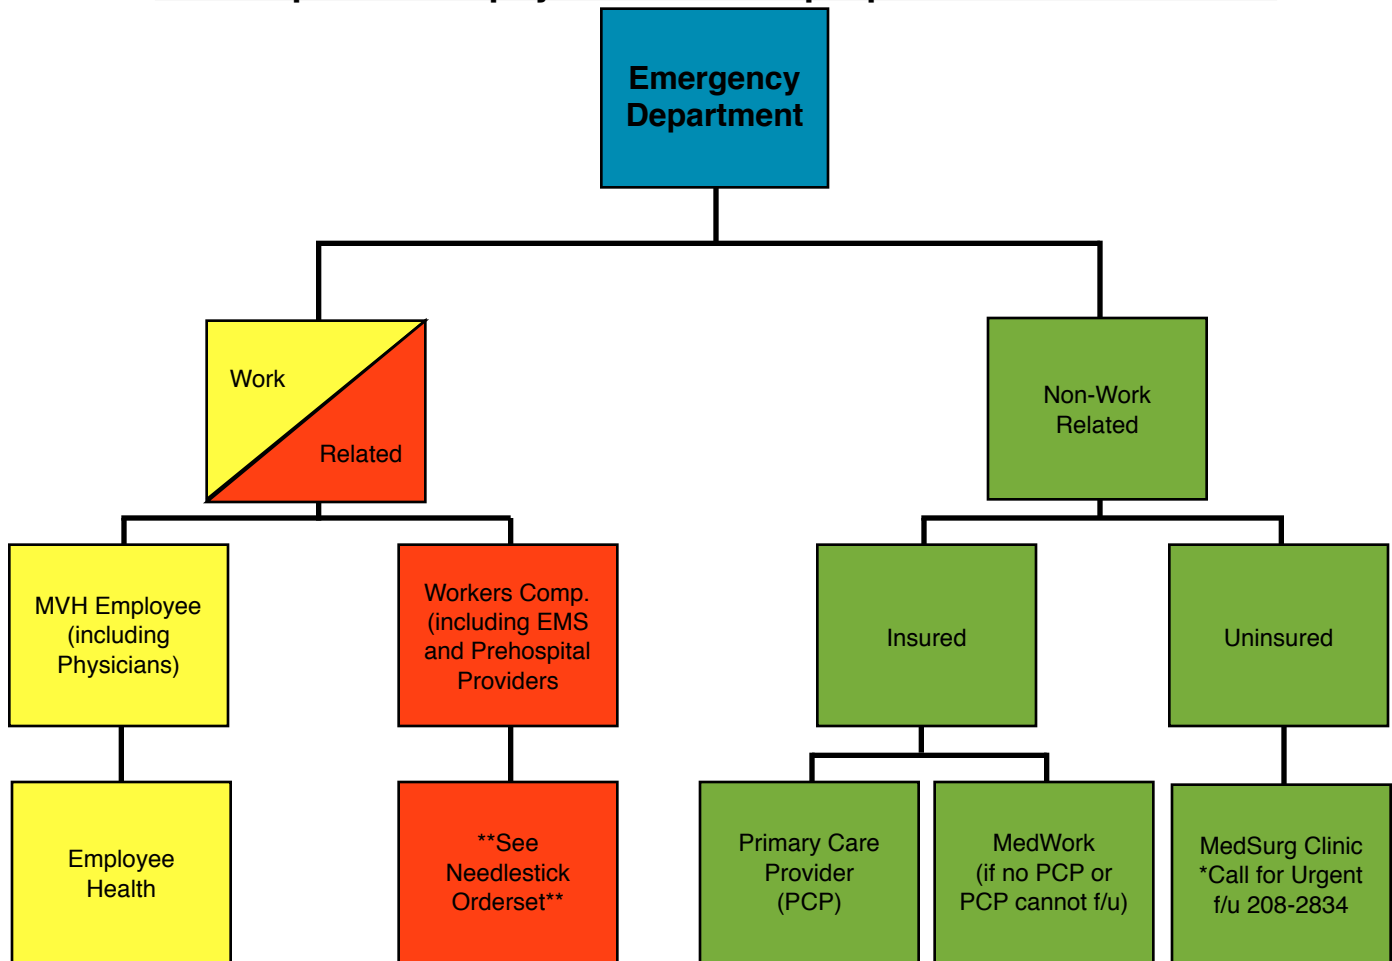 Emergency
Department
Work
Related
Non-Work
Related
MVH Employee
(including
Physicians)
Workers Comp.
(including EMS
and Prehospital
Providers
Insured
Uninsured
Employee
Health
**See
Needlestick
Orderset**
Primary Care
Provider
(PCP)
MedWork
(if no PCP or
PCP cannot f/u)
MedSurg Clinic
*Call for Urgent
f/u 208-2834